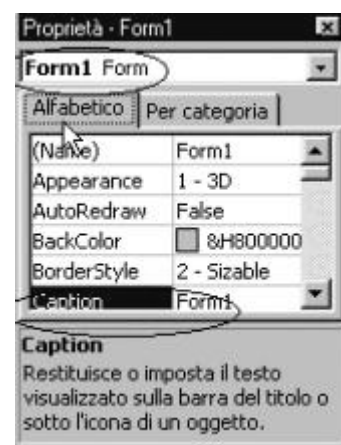 Proprietà - Form1
Form1 Form
Alfabetico Per categoria
(Name) Form1
Appearance 1 - 3D
AutoRedraw False
BackColor &H800000
BorderStyle 2 - Sizable
Caption Form1
Caption
Restituisce o imposta il testo
visualizzato sulla barra del titolo o
sotto l'icona di un oggetto.